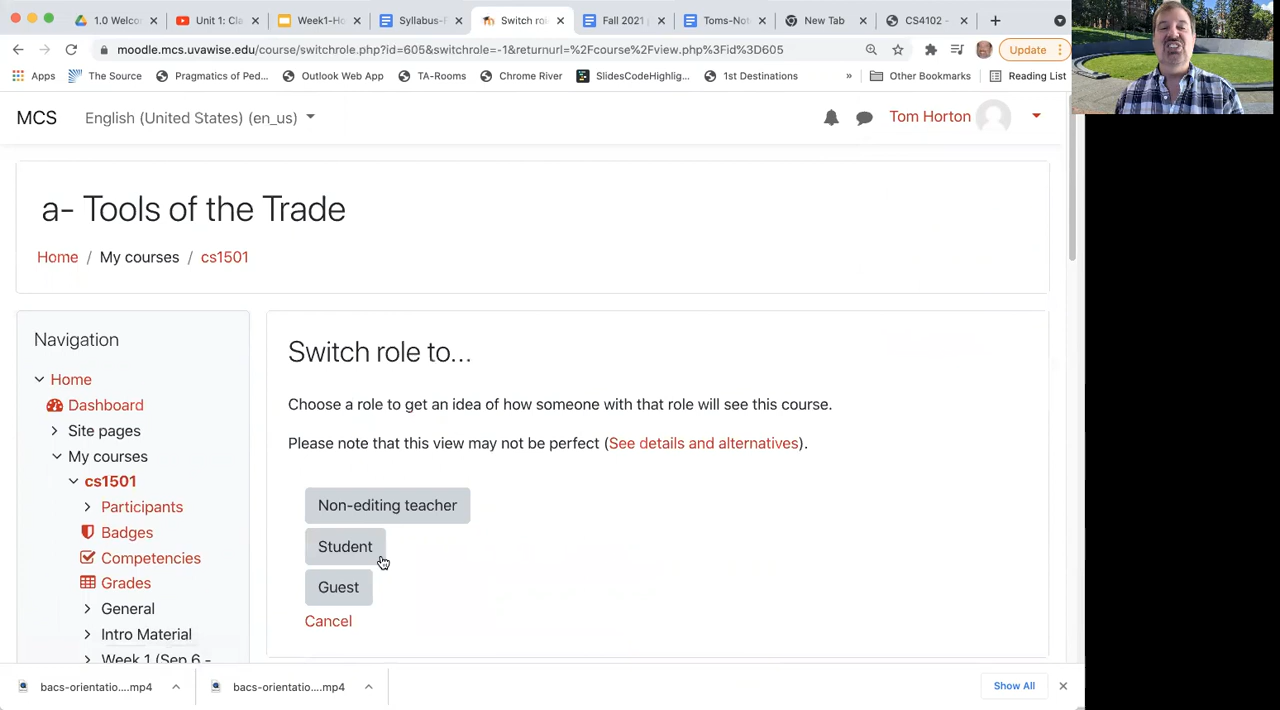 1.0 Welco
Unit 1: Cla
Week1-Ho
Syllabus-
Switch ro
Fall 2021
Toms-Not
New Tab
CS4102 -
moodle.mcs.uvawise.edu/course/switchrole.php?id=605&switchrole=-1&returnurl=%2Fcourse%2Fview.php%3Fid%3D605
Update
Apps
The Source
Pragmatics of Ped...
Outlook Web App
TA-Rooms
Chrome River
SlidesCodeHighlig...
1st Destinations
»
Other Bookmarks
Reading List
MCS
English (United States) (en_us)
Tom Horton
a- Tools of the Trade
Home / My courses / cs1501
Navigation
Home
Dashboard
Site pages
My courses
cs1501
Participants
Badges
Competencies
Grades
General
Intro Material
Week 1 (Sep 6 -
Switch role to...
Choose a role to get an idea of how someone with that role will see this course.
Please note that this view may not be perfect (See details and alternatives).
Non-editing teacher
Student
Guest
Cancel
bacs-orientatio....mp4
bacs-orientatio....mp4
Show All